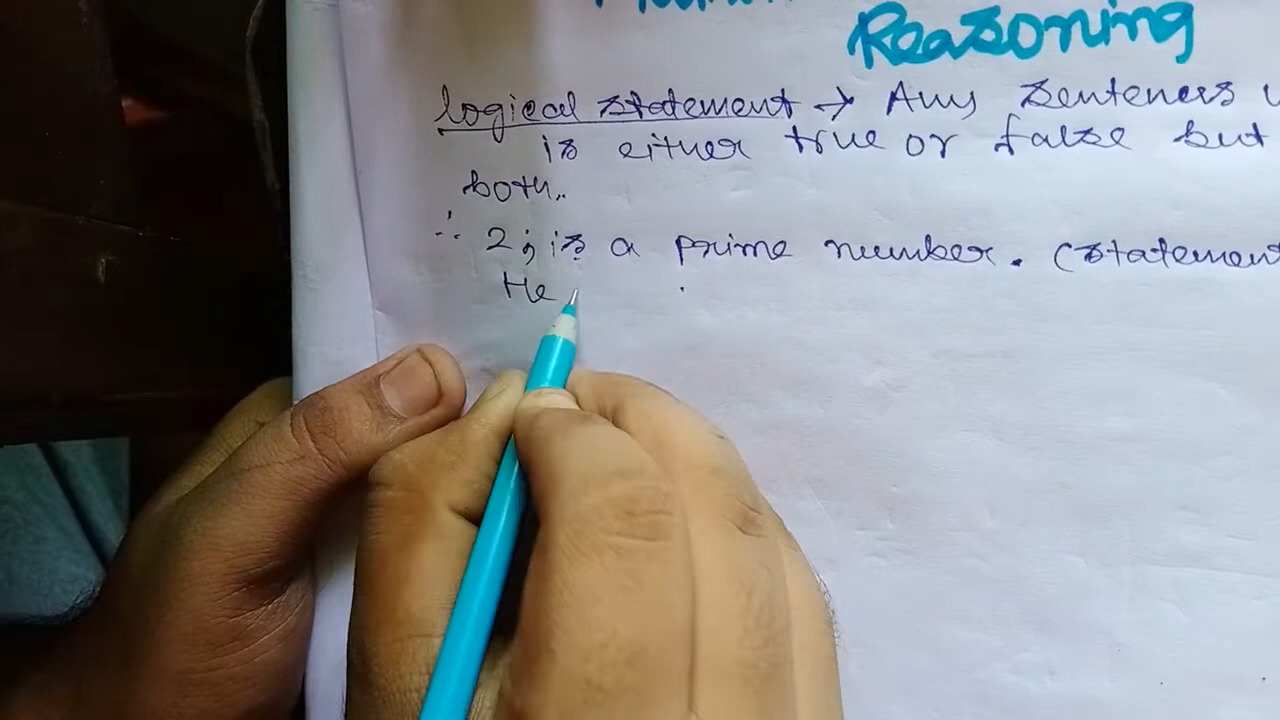 Reasoning
logical statement → Any sentences
is either true or false but
both..
∴ 2, is a prime number. (statement
He